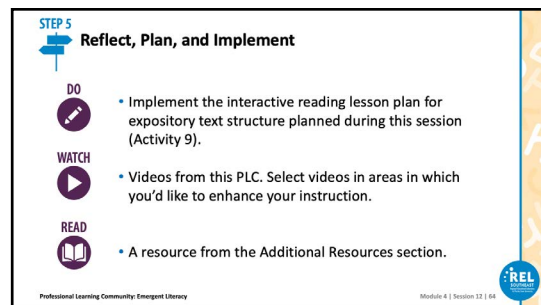 STEP 5
Reflect, Plan, and Implement
DO
• Implement the interactive reading lesson plan for
expository text structure planned during this session
(Activity 9).
WATCH
• Videos from this PLC. Select videos in areas in which
you’d like to enhance your instruction.
READ
• A resource from the Additional Resources section.
Professional Learning Community: Emergent Literacy
Module 4 | Session 12 | 84
REL
SOUTHEAST